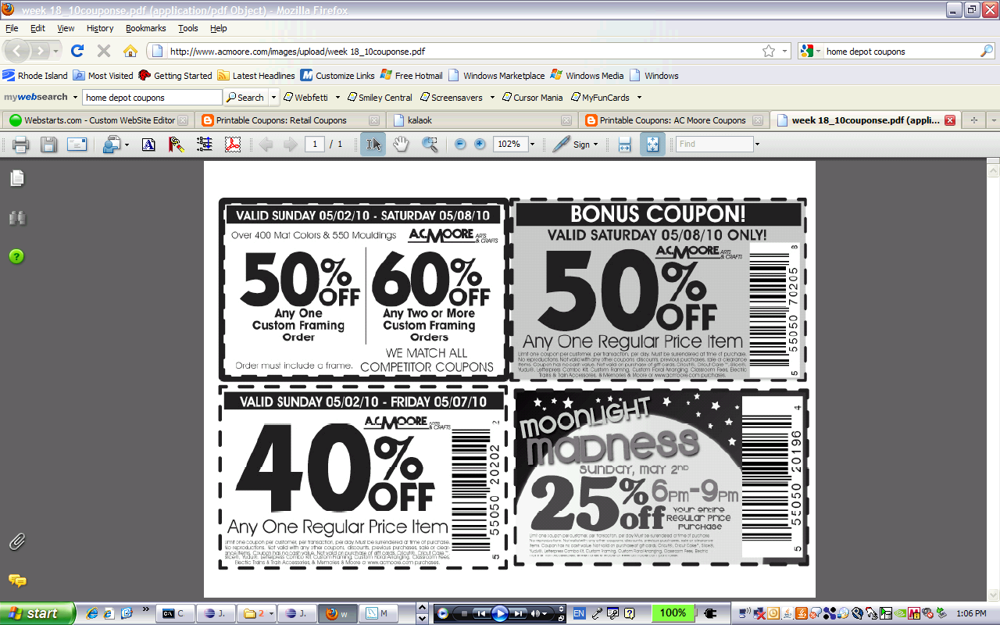 week 18_10couponse.pdf (application/pdf Object) - Mozilla Firefox
File Edit View History Bookmarks Tools Help
http://www.acmoore.com/images/upload/week 18_10couponse.pdf
home depot coupons
Rhode Island Most Visited Getting Started Latest Headlines Customize Links Free Hotmail Windows Marketplace Windows Media Windows
mywebsearch home depot coupons Search Webfetti Smiley Central Screensavers Cursor Mania MyFunCards
Webstarts.com - Custom WebSite Editor Printable Coupons: Retail Coupons kalaok Printable Coupons: AC Moore Coupons week 18_10couponse.pdf (appli...
1 / 1 102% Sign Find
VALID SUNDAY 05/02/10 - SATURDAY 05/08/10
Over 400 Mat Colors & 550 Mouldings A.C.MOORE ARTS & CRAFTS
50% OFF
Any One
Custom Framing
Order
60% OFF
Any Two or More
Custom Framing
Orders
Order must include a frame.
WE MATCH ALL
COMPETITOR COUPONS
BONUS COUPON!
VALID SATURDAY 05/08/10 ONLY!
A.C.MOORE ARTS & CRAFTS
50% OFF
Any One Regular Price Item
Limit one coupon per customer, per transaction, per day. Must be surrendered at time of purchase.
No reproductions. Not valid with any other coupons, discounts, previous purchases, sale or clearance
items. Coupon has no cash value. Not valid on purchase of gift cards, Cricut®, Cricut Cake™, Slice®,
Yudu®, Letterpress Combo Kit, Custom Framing, Custom Floral Arranging, Classroom Fees, Electric
Trains & Train Accessories, & Memories & Moore or www.acmoore.com purchases.
5 55050 70205 8
VALID SUNDAY 05/02/10 - FRIDAY 05/07/10
A.C.MOORE ARTS & CRAFTS
40% OFF
Any One Regular Price Item
Limit one coupon per customer, per transaction, per day. Must be surrendered at time of purchase.
No reproductions. Not valid with any other coupons, discounts, previous purchases, sale or clear-
ance items. Coupon has no cash value. Not valid on purchase of gift cards, Cricut®, Cricut Cake™,
Slice®, Yudu®, Letterpress Combo Kit, Custom Framing, Custom Floral Arranging, Classroom Fees,
Electric Trains & Train Accessories, & Memories & Moore or www.acmoore.com purchases.
5 55050 20202 2
MOONLIGHT
MADNESS
SUNDAY, MAY 2ND
25% off
6PM-9PM
YOUR ENTIRE
REGULAR PRICE
PURCHASE
Limit one coupon per customer, per transaction, per day. Must be surrendered at time of purchase.
No reproductions. Not valid with any other coupons, discounts, previous purchases, sale or clearance
items. Coupon has no cash value. Not valid on purchase of gift cards, Cricut®, Cricut Cake™, Slice®,
Yudu®, Letterpress Combo Kit, Custom Framing, Custom Floral Arranging, Classroom Fees, Electric
5 55050 20196 4
start C J. 2 J. w M EN 100% 1:06 PM